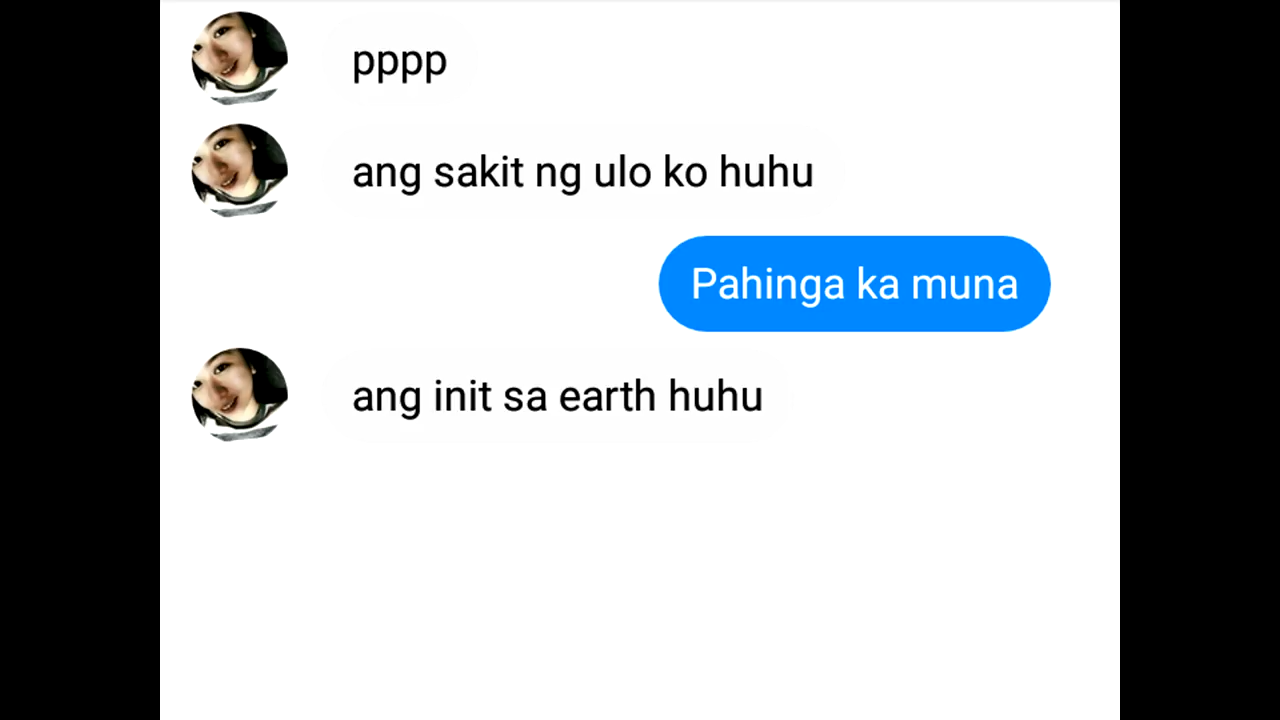 pppp
ang sakit ng ulo ko huhu
Pahinga ka muna
ang init sa earth huhu